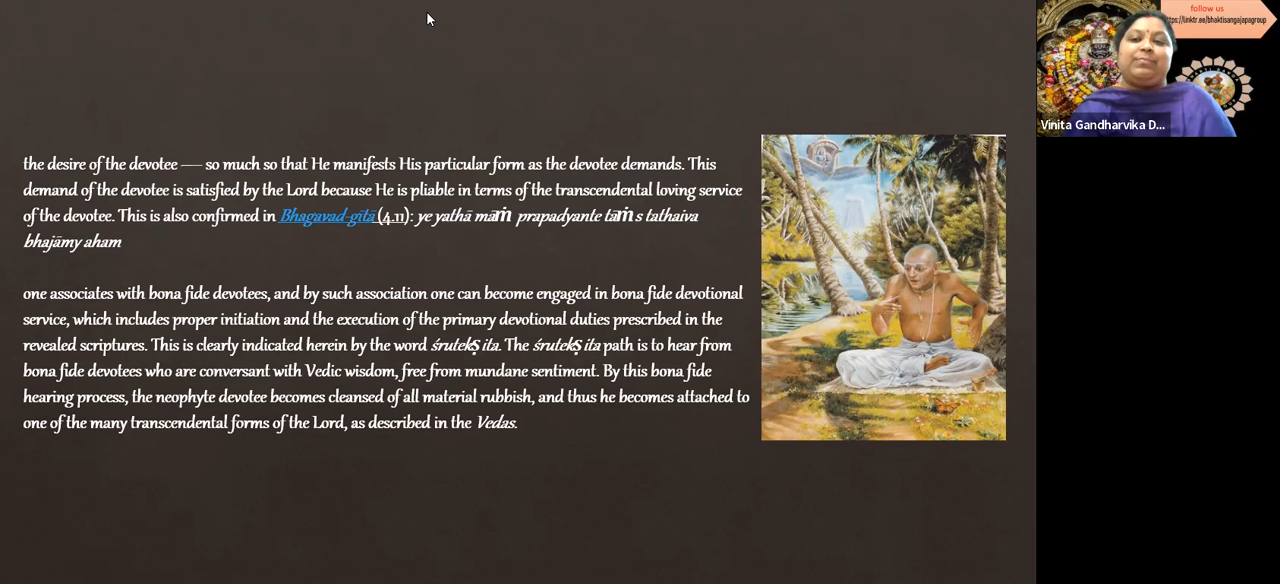 the desire of the devotee — so much so that He manifests His particular form as the devotee demands. This
demand of the devotee is satisfied by the Lord because He is pliable in terms of the transcendental loving service
of the devotee. This is also confirmed in Bhagavad-gītā (4.11): ye yathā māṁ prapadyante tāṁs tathaiva
bhajāmy aham
one associates with bona fide devotees, and by such association one can become engaged in bona fide devotional
service, which includes proper initiation and the execution of the primary devotional duties prescribed in the
revealed scriptures. This is clearly indicated herein by the word śrutekṣita. The śrutekṣita path is to hear from
bona fide devotees who are conversant with Vedic wisdom, free from mundane sentiment. By this bona fide
hearing process, the neophyte devotee becomes cleansed of all material rubbish, and thus he becomes attached to
one of the many transcendental forms of the Lord, as described in the Vedas.
follow us
https://linktr.ee/bhaktisangajapagroup
Vinita Gandharvika D...